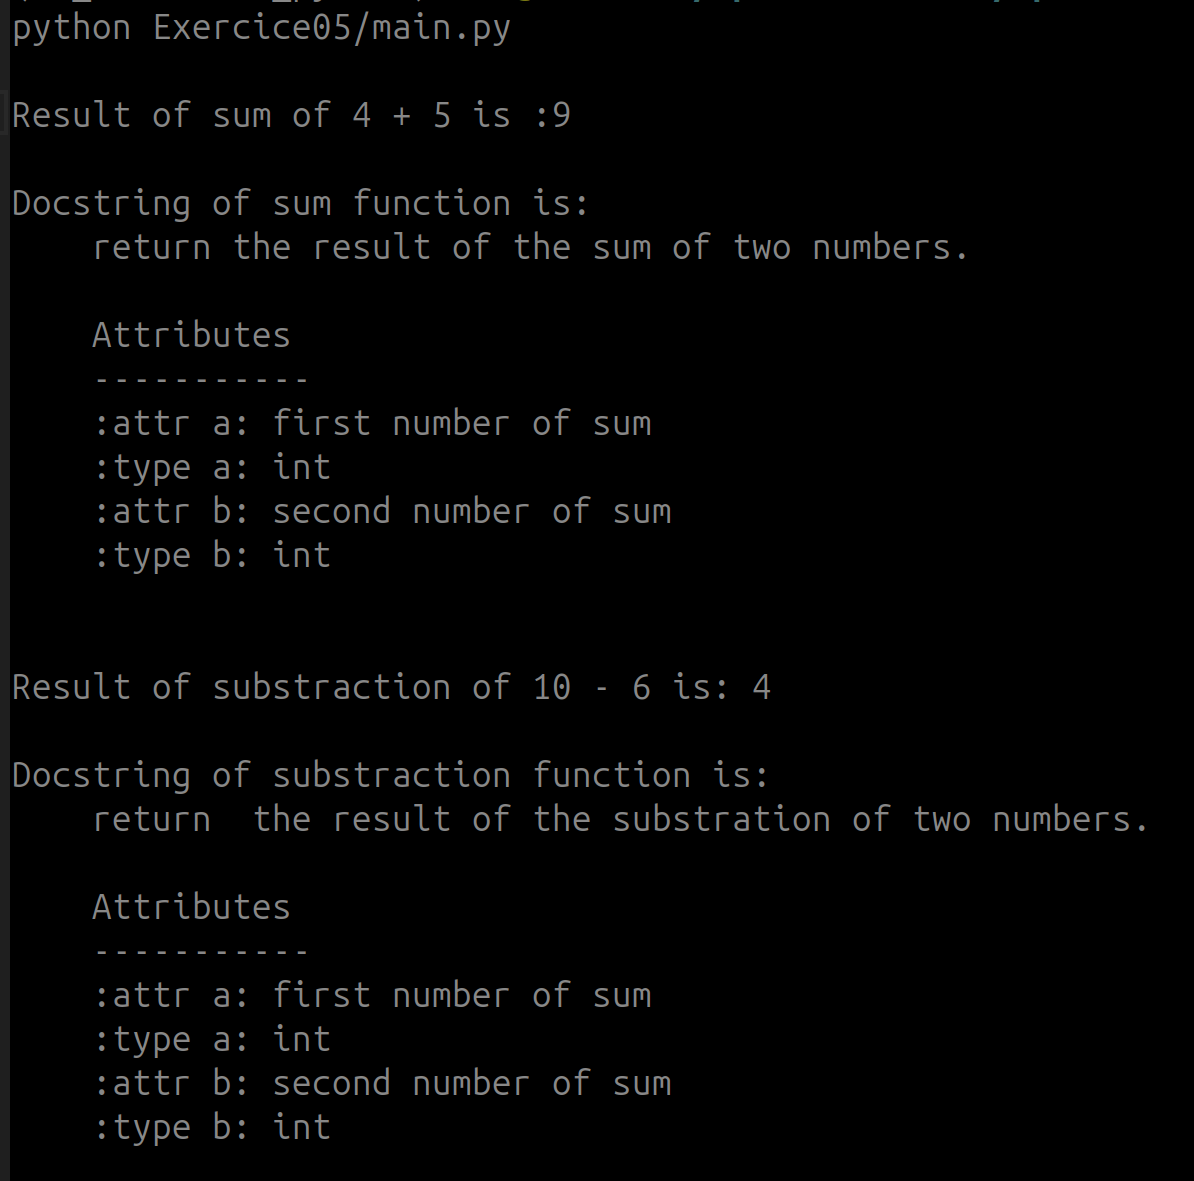 python Exercice05/main.py
Result of sum of 4 + 5 is :9
Docstring of sum function is:
return the result of the sum of two numbers.
Attributes
-----------
:attr a: first number of sum
:type a: int
:attr b: second number of sum
:type b: int
Result of substraction of 10 - 6 is: 4
Docstring of substraction function is:
return  the result of the substration of two numbers.
Attributes
-----------
:attr a: first number of sum
:type a: int
:attr b: second number of sum
:type b: int